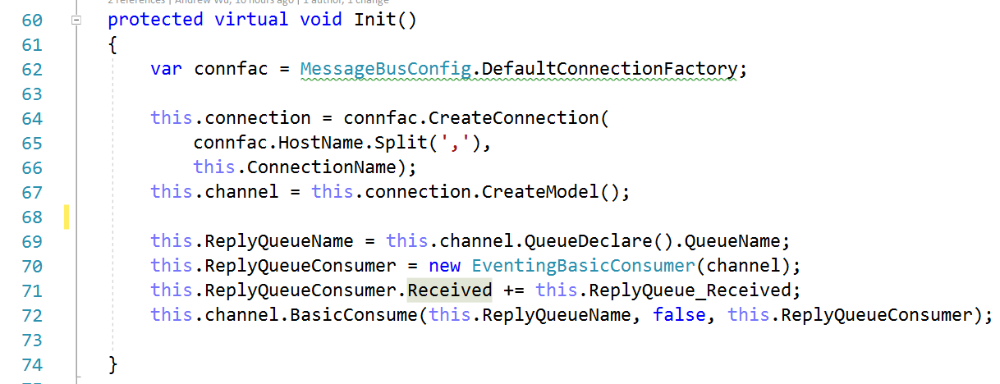 2 references | Andrew Wu, 10 hours ago | 1 author, 1 change
60 protected virtual void Init()
61 {
62 var connfac = MessageBusConfig.DefaultConnectionFactory;
63
64 this.connection = connfac.CreateConnection(
65 connfac.HostName.Split(','),
66 this.ConnectionName);
67 this.channel = this.connection.CreateModel();
68
69 this.ReplyQueueName = this.channel.QueueDeclare().QueueName;
70 this.ReplyQueueConsumer = new EventingBasicConsumer(channel);
71 this.ReplyQueueConsumer.Received += this.ReplyQueue_Received;
72 this.channel.BasicConsume(this.ReplyQueueName, false, this.ReplyQueueConsumer);
73
74 }